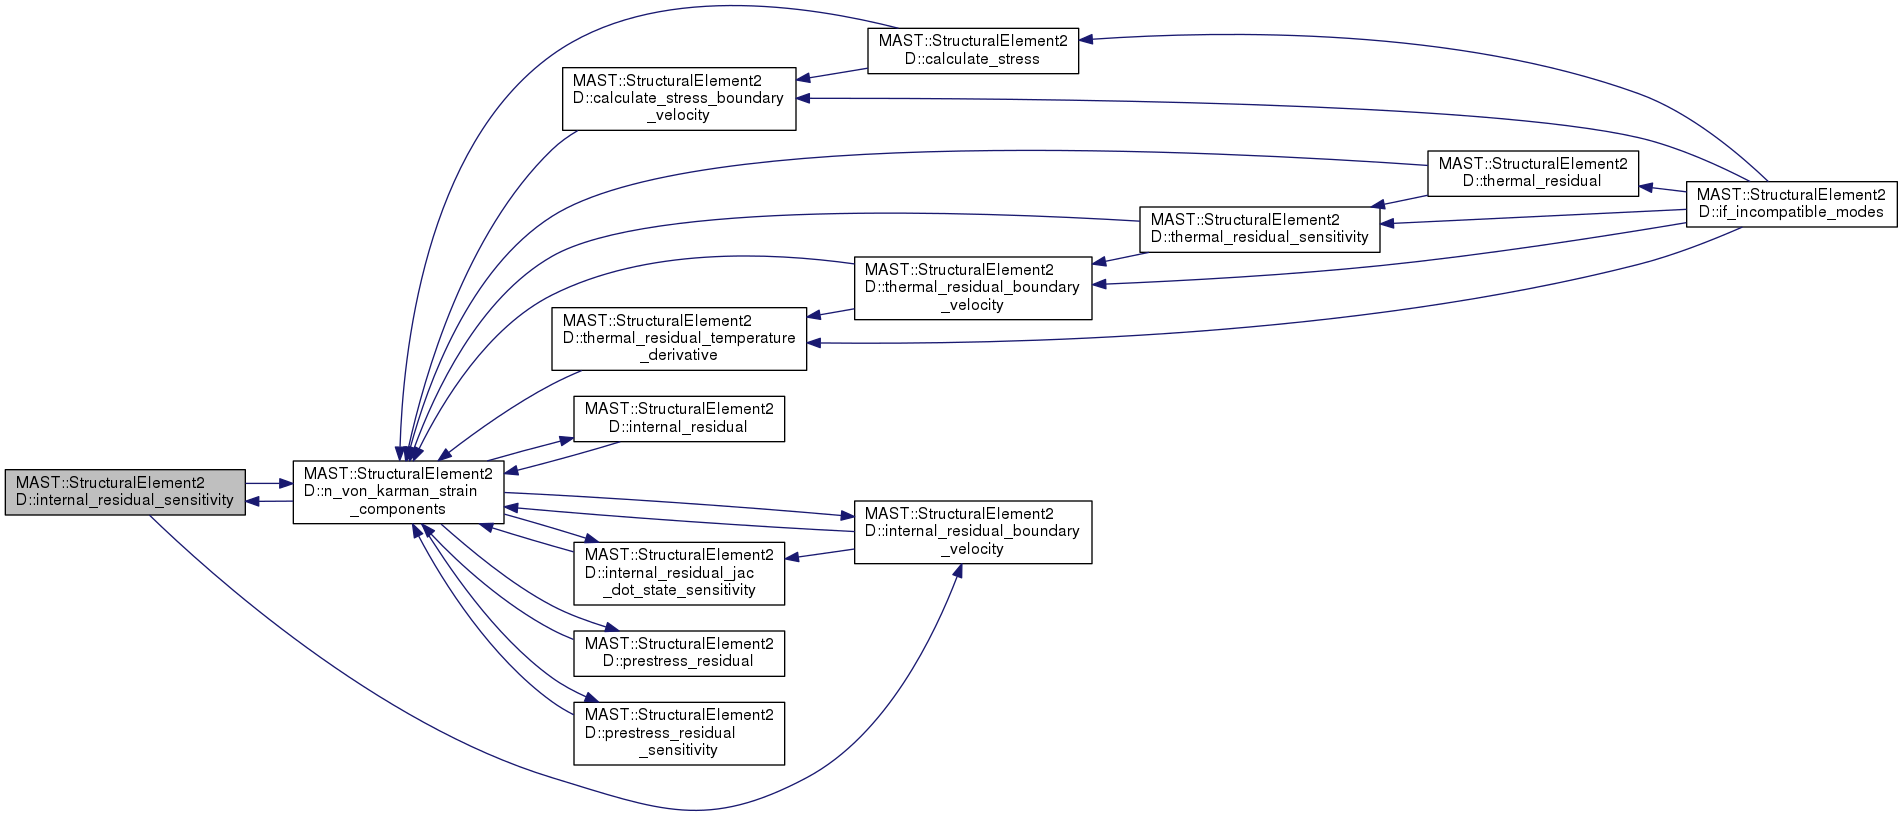 MAST::StructuralElement2
D::calculate_stress
MAST::StructuralElement2
D::calculate_stress_boundary
_velocity
MAST::StructuralElement2
D::thermal_residual
MAST::StructuralElement2
D::if_incompatible_modes
MAST::StructuralElement2
D::thermal_residual_sensitivity
MAST::StructuralElement2
D::thermal_residual_boundary
_velocity
MAST::StructuralElement2
D::thermal_residual_temperature
_derivative
MAST::StructuralElement2
D::internal_residual
MAST::StructuralElement2
D::internal_residual_sensitivity
MAST::StructuralElement2
D::n_von_karman_strain
_components
MAST::StructuralElement2
D::internal_residual_boundary
_velocity
MAST::StructuralElement2
D::internal_residual_jac
_dot_state_sensitivity
MAST::StructuralElement2
D::prestress_residual
MAST::StructuralElement2
D::prestress_residual
_sensitivity